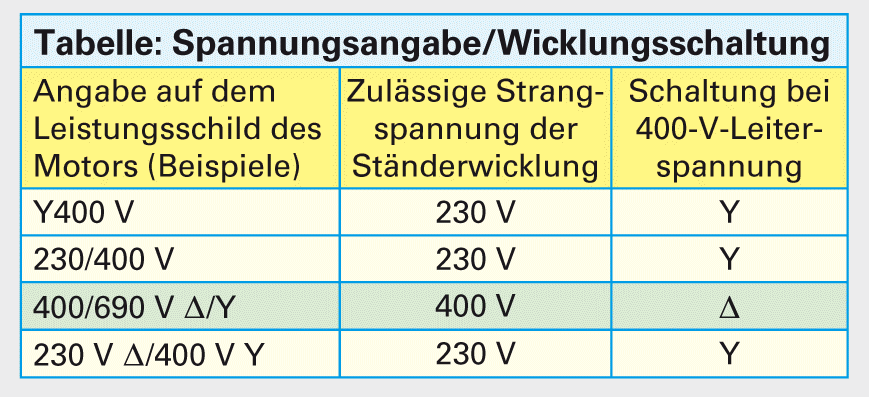 Tabelle: Spannungsangabe/Wicklungsschaltung
Angabe auf dem
Leistungsschild des
Motors (Beispiele)
Zulässige Strang-
spannung der
Ständerwicklung
Schaltung bei
400-V-Leiter-
spannung
Y400 V 230 V Y
230/400 V 230 V Y
400/690 V Δ/Y 400 V Δ
230 V Δ/400 V Y 230 V Y